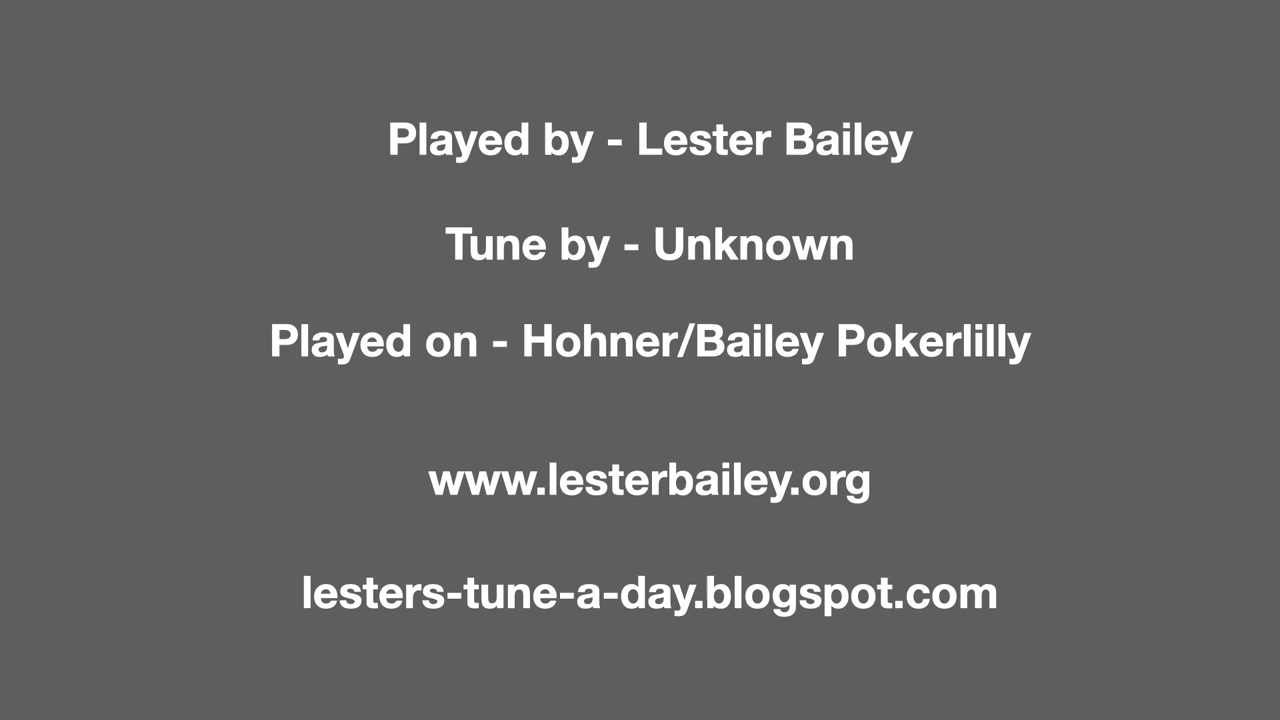 Played by - Lester Bailey
Tune by - Unknown
Played on - Hohner/Bailey Pokerlilly
www.lesterbailey.org
lesters-tune-a-day.blogspot.com